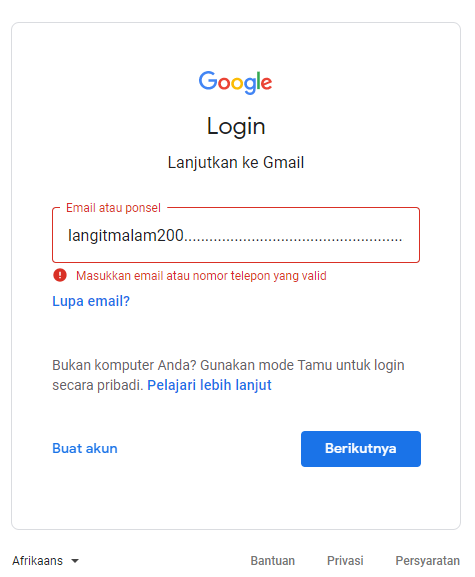 Google
Login
Lanjutkan ke Gmail
Email atau ponsel
langitmalam200....................................................
Masukkan email atau nomor telepon yang valid
Lupa email?
Bukan komputer Anda? Gunakan mode Tamu untuk login
secara pribadi. Pelajari lebih lanjut
Buat akun Berikutnya
Afrikaans Bantuan Privasi Persyaratan